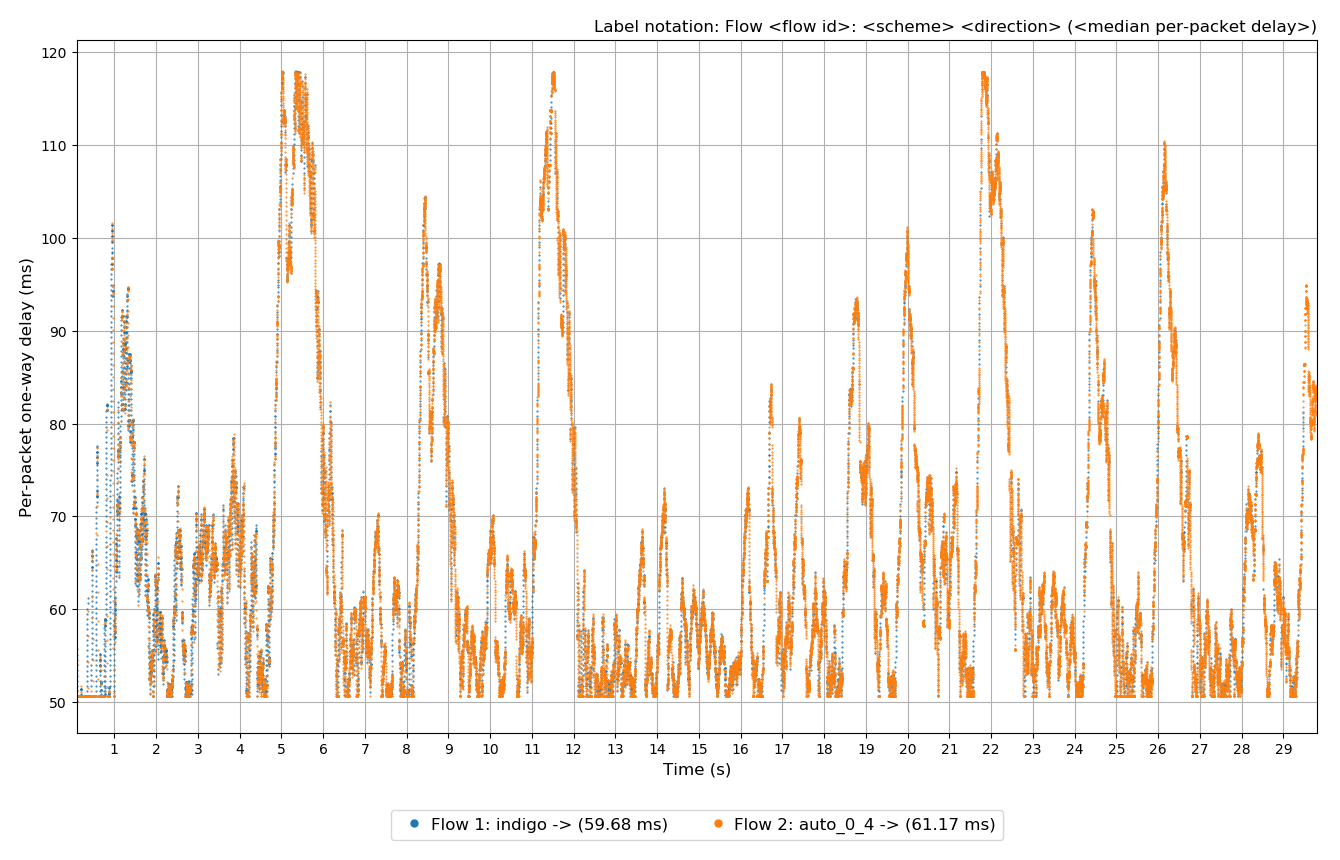 Label notation: Flow <flow id>: <scheme> <direction> (<median per-packet delay>)
120
110
100
90
80
70
60
50
Per-packet one-way delay (ms)
1 2 3 4 5 6 7 8 9 10 11 12 13 14 15 16 17 18 19 20 21 22 23 24 25 26 27 28 29
Time (s)
Flow 1: indigo -> (59.68 ms) Flow 2: auto_0_4 -> (61.17 ms)